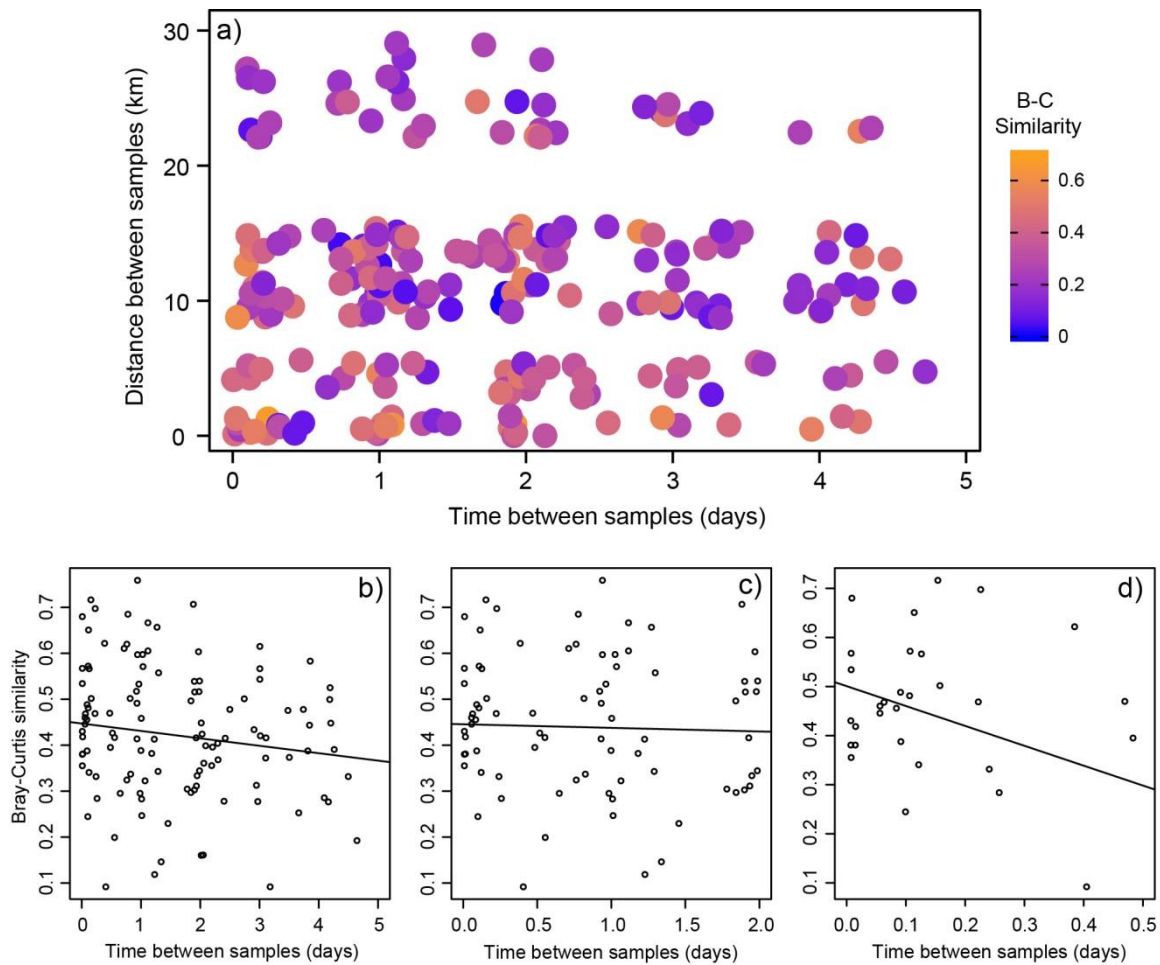 a)
Distance between samples (km)
30
20
10
0
0 1 2 3 4 5
Time between samples (days)
B-C
Similarity
0.6
0.4
0.2
0
b)
Bray-Curtis similarity
0.7
0.6
0.5
0.4
0.3
0.2
0.1
0 1 2 3 4 5
Time between samples (days)
c)
0.7
0.6
0.5
0.4
0.3
0.2
0.1
0.0 0.5 1.0 1.5 2.0
Time between samples (days)
d)
0.7
0.6
0.5
0.4
0.3
0.2
0.1
0.0 0.1 0.2 0.3 0.4 0.5
Time between samples (days)